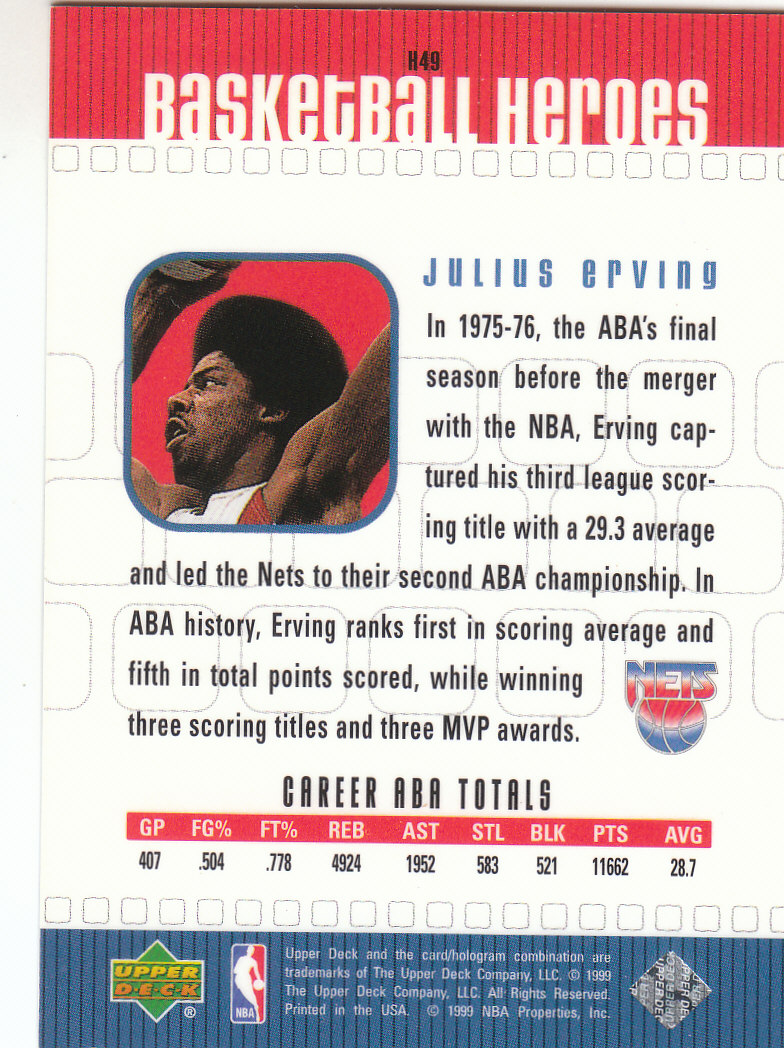 H49
BASKETBALL HEROES
JULIUS ERVING
In 1975-76, the ABA's final
season before the merger
with the NBA, Erving cap-
tured his third league scor-
ing title with a 29.3 average
and led the Nets to their second ABA championship. In
ABA history, Erving ranks first in scoring average and
fifth in total points scored, while winning
three scoring titles and three MVP awards.
NETS
CAREER ABA TOTALS
GP FG% FT% REB AST STL BLK PTS AVG
407 .504 .778 4924 1952 583 521 11662 28.7
UPPER
D·E·C·K
®
NBA
Upper Deck and the card/hologram combination are
trademarks of The Upper Deck Company, LLC. © 1999
The Upper Deck Company, LLC. All Rights Reserved.
Printed in the USA. © 1999 NBA Properties, Inc.
UPPER DEC